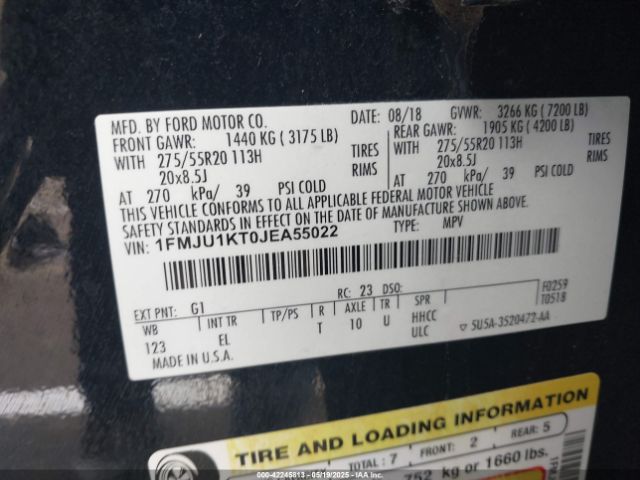 MFD. BY FORD MOTOR CO.
DATE: 08/18 GVWR: 3266 KG ( 7200 LB)
FRONT GAWR: 1440 KG ( 3175 LB)
REAR GAWR: 1905 KG ( 4200 LB)
WITH 275/55R20 113H TIRES
WITH 275/55R20 113H TIRES
20x8.5J RIMS
20x8.5J RIMS
AT 270 kPa/ 39 PSI COLD
AT 270 kPa/ 39 PSI COLD
THIS VEHICLE CONFORMS TO ALL APPLICABLE FEDERAL MOTOR VEHICLE
SAFETY STANDARDS IN EFFECT ON THE DATE OF MANUFACTURE SHOWN ABOVE.
VIN: 1FMJU1KT0JEA55022 TYPE: MPV
EXT PNT: G1 RC: 23 DSO: F0259
T0518
WB INT TR TP/PS R AXLE TR SPR
123 EL T 10 U HHCC
ULC
MADE IN U.S.A.
5U5A-3520472-AA
TIRE AND LOADING INFORMATION
TOTAL : 7 FRONT: 2 REAR: 5
752 kg or 1660 lbs.
000-42245813 - 05/19/2025 - IAAI.COM